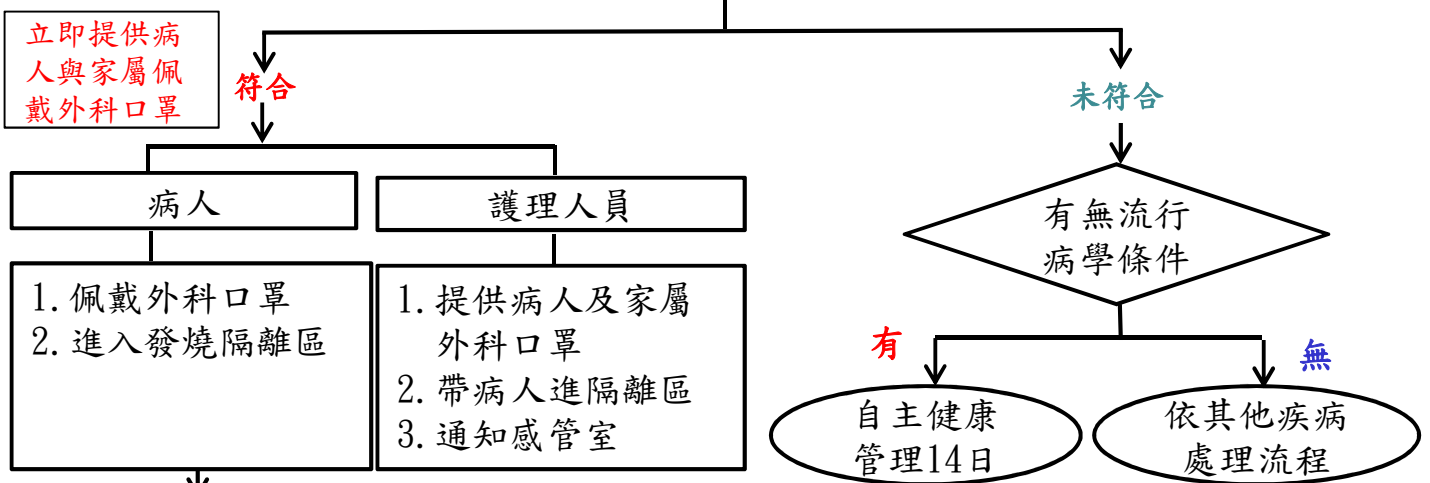 立即提供病
人與家屬佩
戴外科口罩
符合
未符合
病人
護理人員
有無流行
病學條件
1.佩戴外科口罩
2.進入發燒隔離區
1.提供病人及家屬
外科口罩
2.帶病人進隔離區
3.通知感管室
有
無
自主健康
管理14日
依其他疾病
處理流程